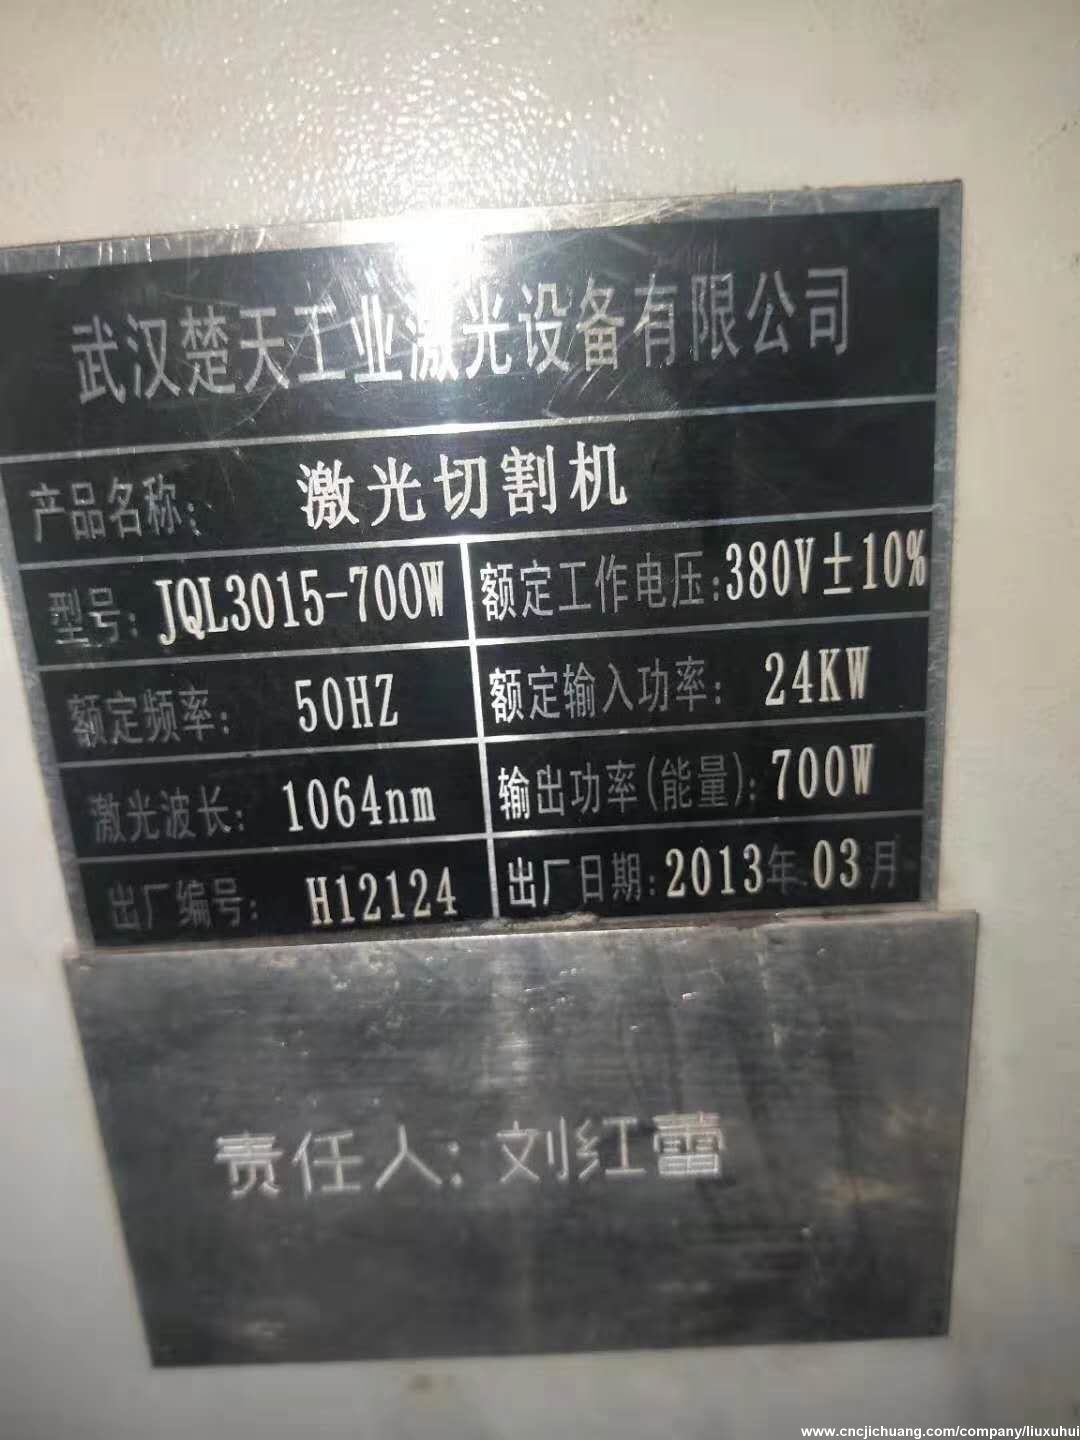 武汉楚天工业激光设备有限公司
产品名称: 激光切割机
型号: JQL3015-700W 额定工作电压: 380V±10%
额定频率: 50HZ 额定输入功率: 24KW
激光波长: 1064nm 输出功率(能量): 700W
出厂编号: H12124 出厂日期: 2013年03月
责任人: 刘红蕾
www.cncjichuang.com/company/liuxuhui